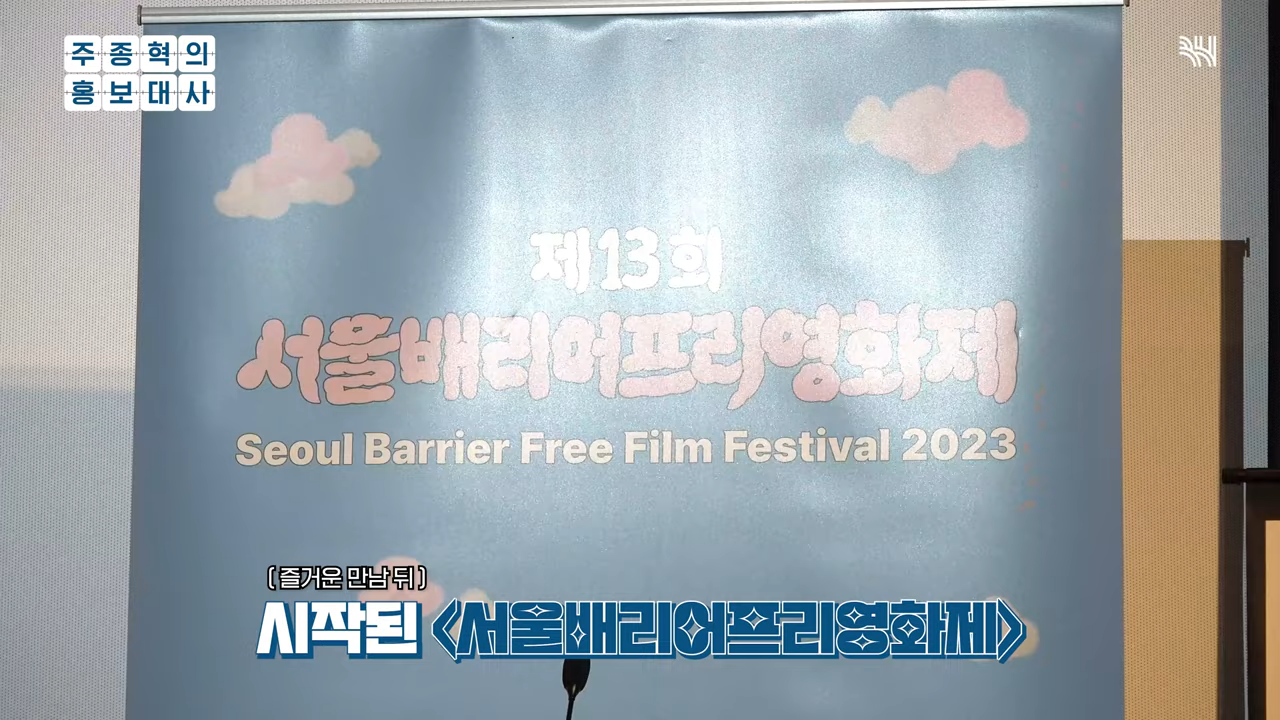 주종혁의
홍보대사
제13회
서울배리어프리영화제
Seoul Barrier Free Film Festival 2023
( 즐거운 만남 뒤 )
시작된 〈서울배리어프리영화제〉